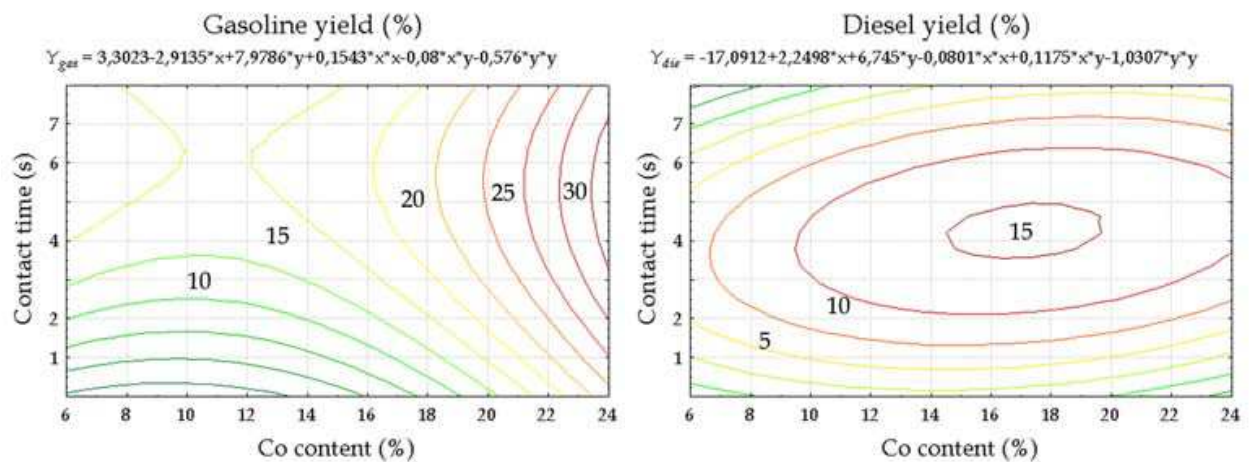 Gasoline yield (%)
Y_gas = 3,3023-2,9135*x+7,9786*y+0,1543*x*x-0,08*x*y-0,576*y*y
7
6
4
2
1
Contact time (s)
10
15
20
25
30
6 8 10 12 14 16 18 20 22 24
Co content (%)
Diesel yield (%)
Y_die = -17,0912+2,2498*x+6,745*y-0,0801*x*x+0,1175*x*y-1,0307*y*y
7
6
4
2
1
Contact time (s)
5
10
15
6 8 10 12 14 16 18 20 22 24
Co content (%)